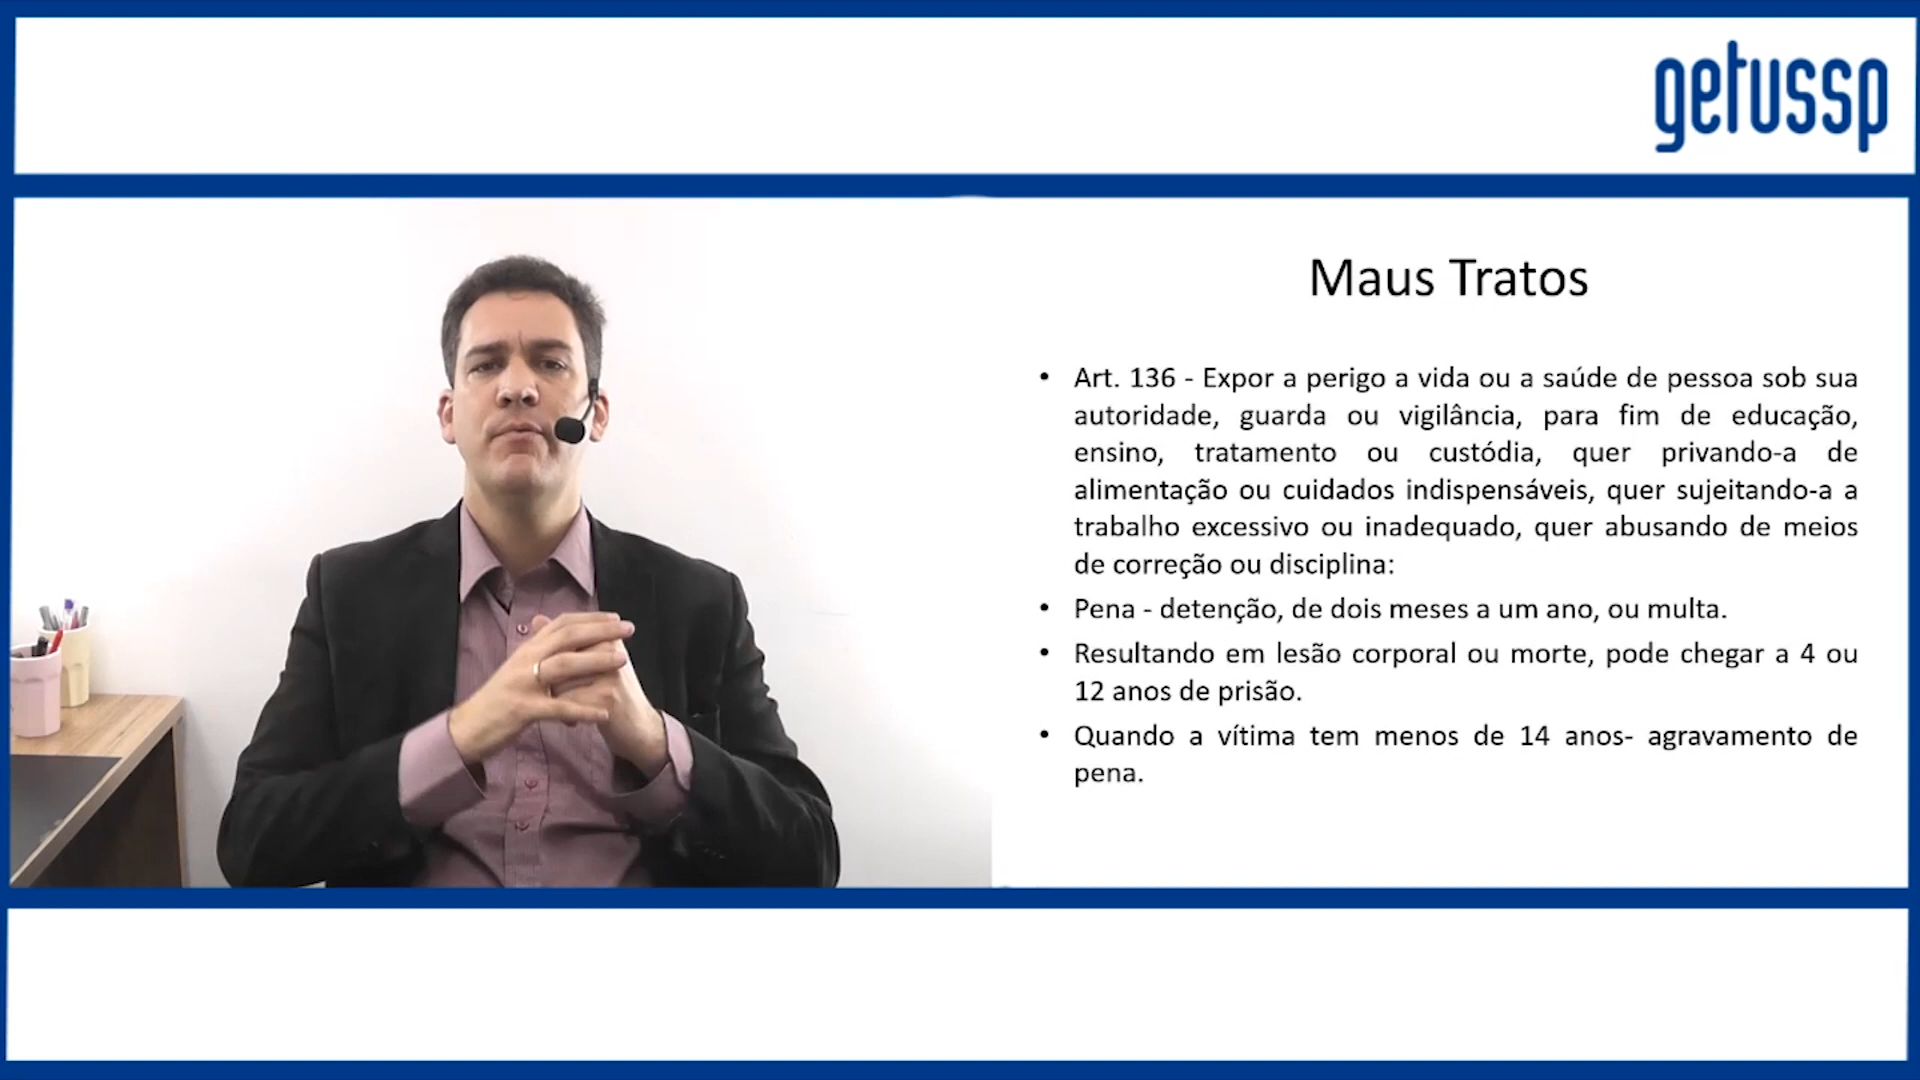 getussp
Maus Tratos
• Art. 136 - Expor a perigo a vida ou a saúde de pessoa sob sua
autoridade, guarda ou vigilância, para fim de educação,
ensino, tratamento ou custódia, quer privando-a de
alimentação ou cuidados indispensáveis, quer sujeitando-a a
trabalho excessivo ou inadequado, quer abusando de meios
de correção ou disciplina:
• Pena - detenção, de dois meses a um ano, ou multa.
• Resultando em lesão corporal ou morte, pode chegar a 4 ou
12 anos de prisão.
• Quando a vítima tem menos de 14 anos- agravamento de
pena.